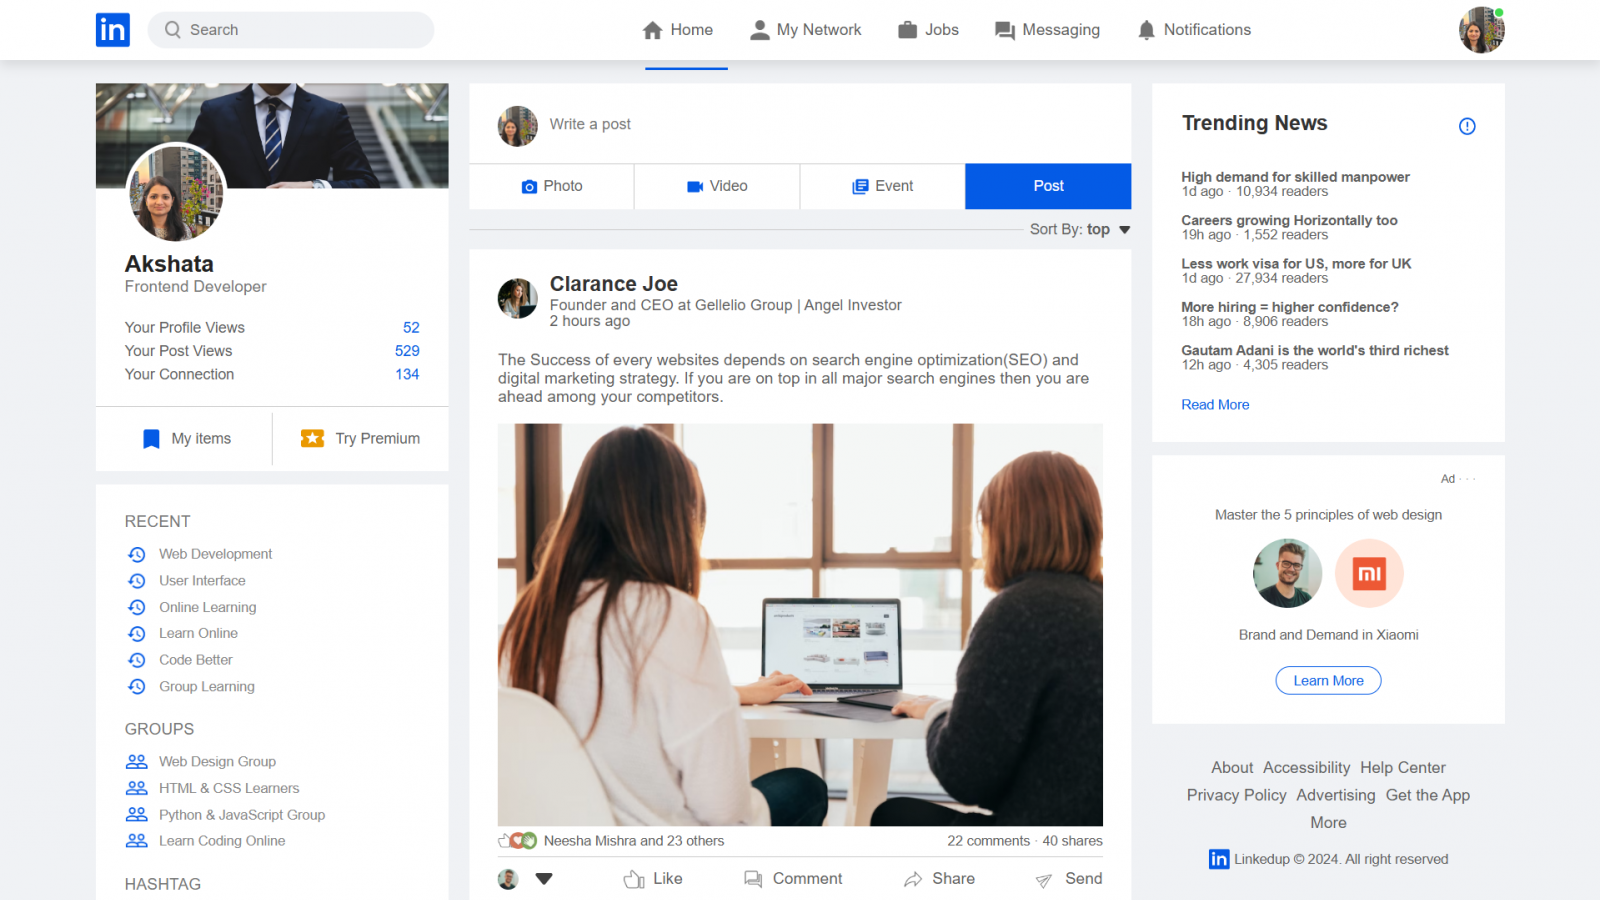 in
Search
Home
My Network
Jobs
Messaging
Notifications
Akshata
Frontend Developer
Your Profile Views 52
Your Post Views 529
Your Connection 134
My items
Try Premium
RECENT
Web Development
User Interface
Online Learning
Learn Online
Code Better
Group Learning
GROUPS
Web Design Group
HTML & CSS Learners
Python & JavaScript Group
Learn Coding Online
HASHTAG
Write a post
Photo
Video
Event
Post
Sort By: top
Clarance Joe
Founder and CEO at Gellelio Group | Angel Investor
2 hours ago
The Success of every websites depends on search engine optimization(SEO) and
digital marketing strategy. If you are on top in all major search engines then you are
ahead among your competitors.
Neesha Mishra and 23 others
22 comments · 40 shares
Like
Comment
Share
Send
Trending News
High demand for skilled manpower
1d ago · 10,934 readers
Careers growing Horizontally too
19h ago · 1,552 readers
Less work visa for US, more for UK
1d ago · 27,934 readers
More hiring = higher confidence?
18h ago · 8,906 readers
Gautam Adani is the world's third richest
12h ago · 4,305 readers
Read More
Ad · · ·
Master the 5 principles of web design
mi
Brand and Demand in Xiaomi
Learn More
About Accessibility Help Center
Privacy Policy Advertising Get the App
More
in Linkedup © 2024. All right reserved